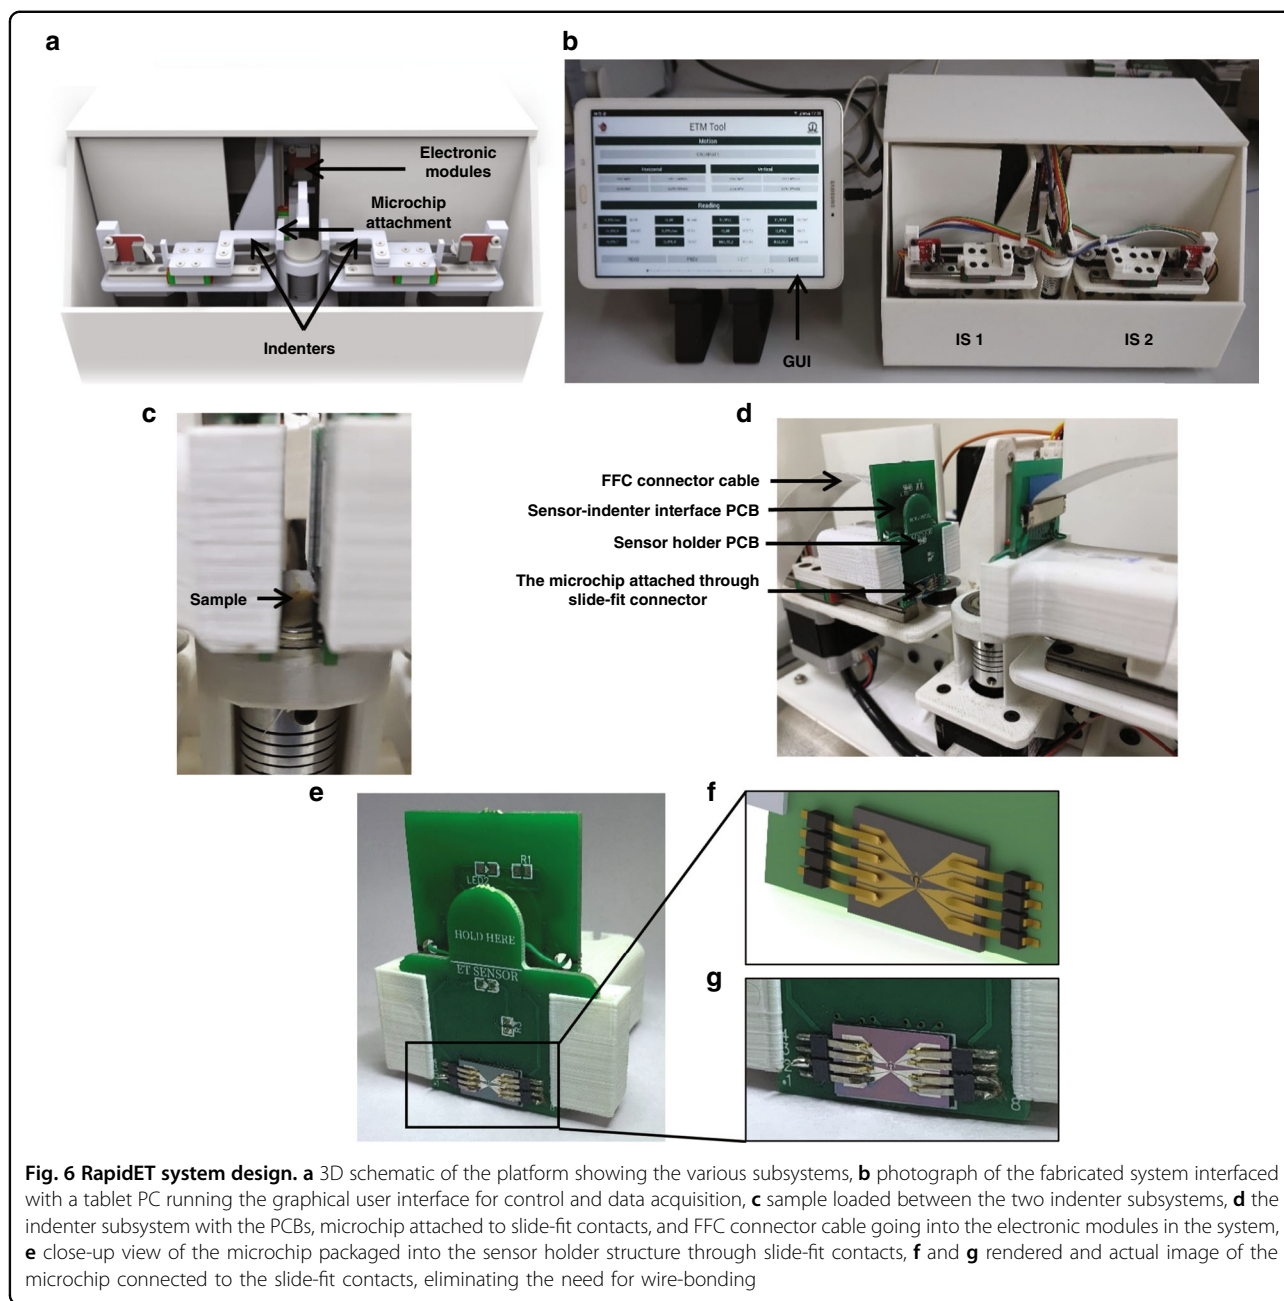 a
b
Electronic
modules
Microchip
attachment
Indenters
ETM Tool
Motion
Horizontal
Vertical
Reading
SAMSUNG
GUI
IS 1
IS 2
c
Sample
d
FFC connector cable
Sensor-indenter interface PCB
Sensor holder PCB
The microchip attached through
slide-fit connector
e
R1
LED2
HOLD HERE
ET SENSOR
R3
f
g
8
Fig. 6 RapidET system design. a 3D schematic of the platform showing the various subsystems, b photograph of the fabricated system interfaced
with a tablet PC running the graphical user interface for control and data acquisition, c sample loaded between the two indenter subsystems, d the
indenter subsystem with the PCBs, microchip attached to slide-fit contacts, and FFC connector cable going into the electronic modules in the system,
e close-up view of the microchip packaged into the sensor holder structure through slide-fit contacts, f and g rendered and actual image of the
microchip connected to the slide-fit contacts, eliminating the need for wire-bonding